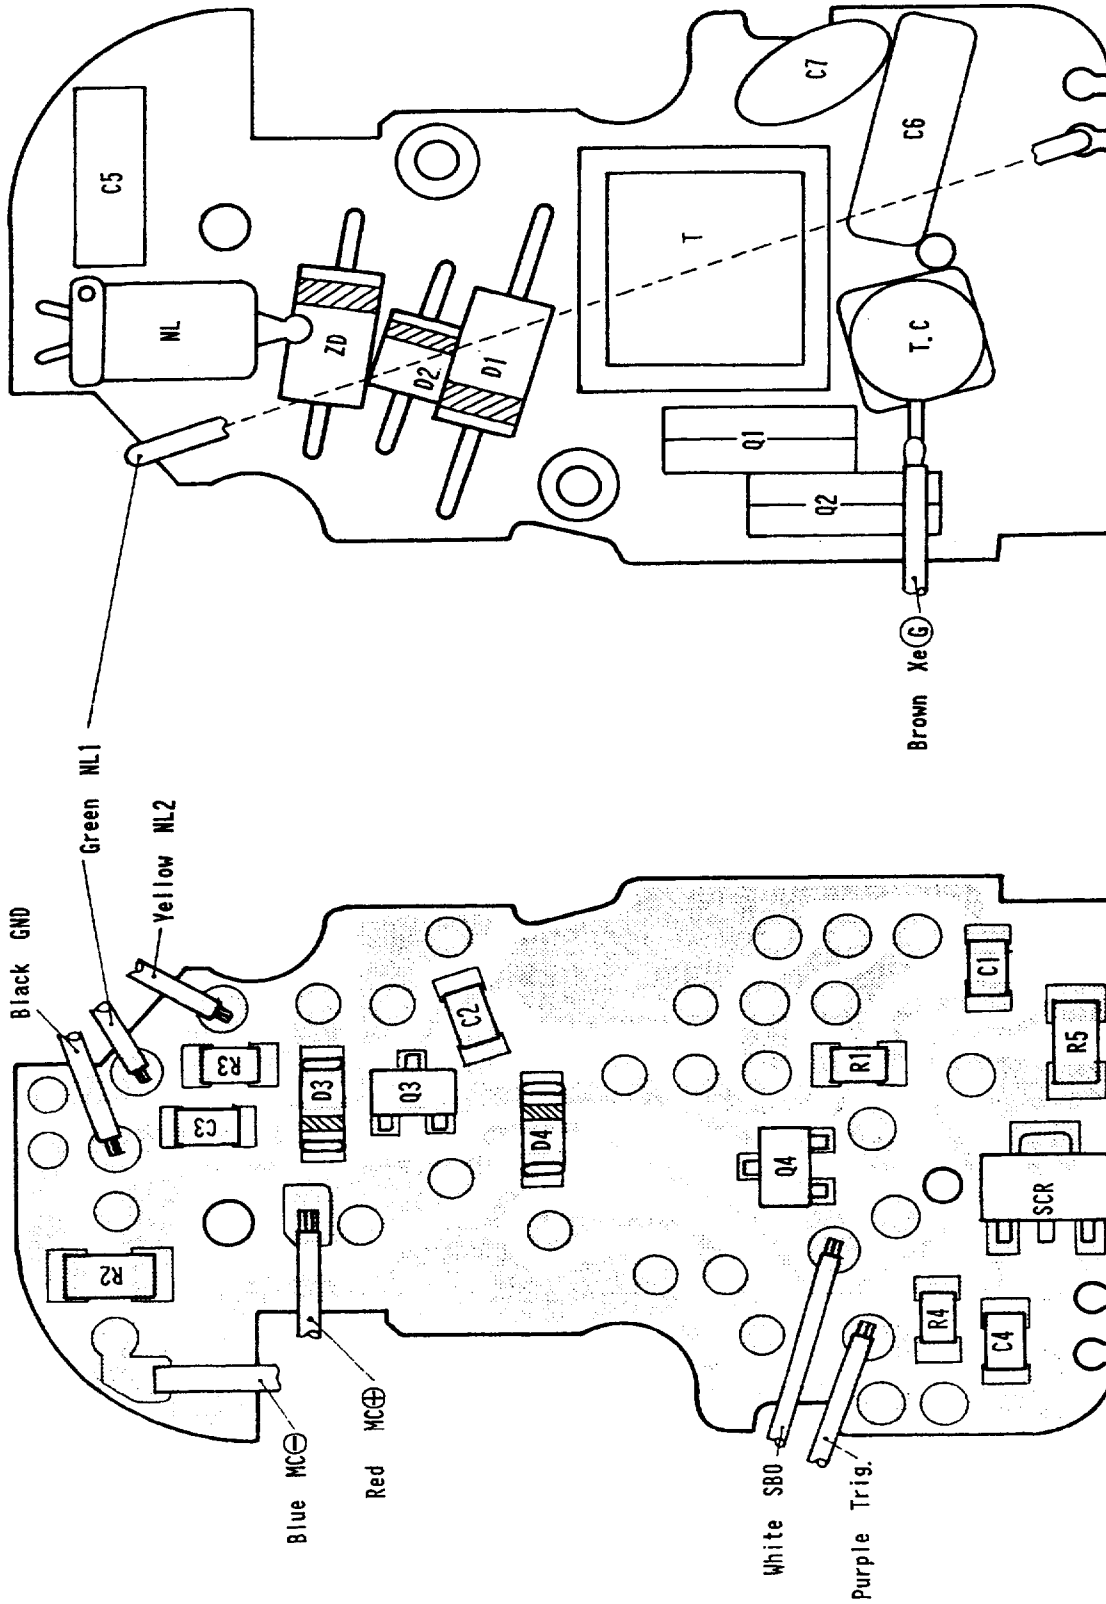 C5
NL
ZD
D2
D1
T
C7
C6
T.C
Q1
Q2
Brown XeⒼ
Green NL1
Yellow NL2
Black GND
R3
C3
D3
Q3
C2
R2
D4
C1
R5
R1
Q4
SCR
R4
C4
Blue MC⊖
Red MC⊕
White SBO
Purple Trig.